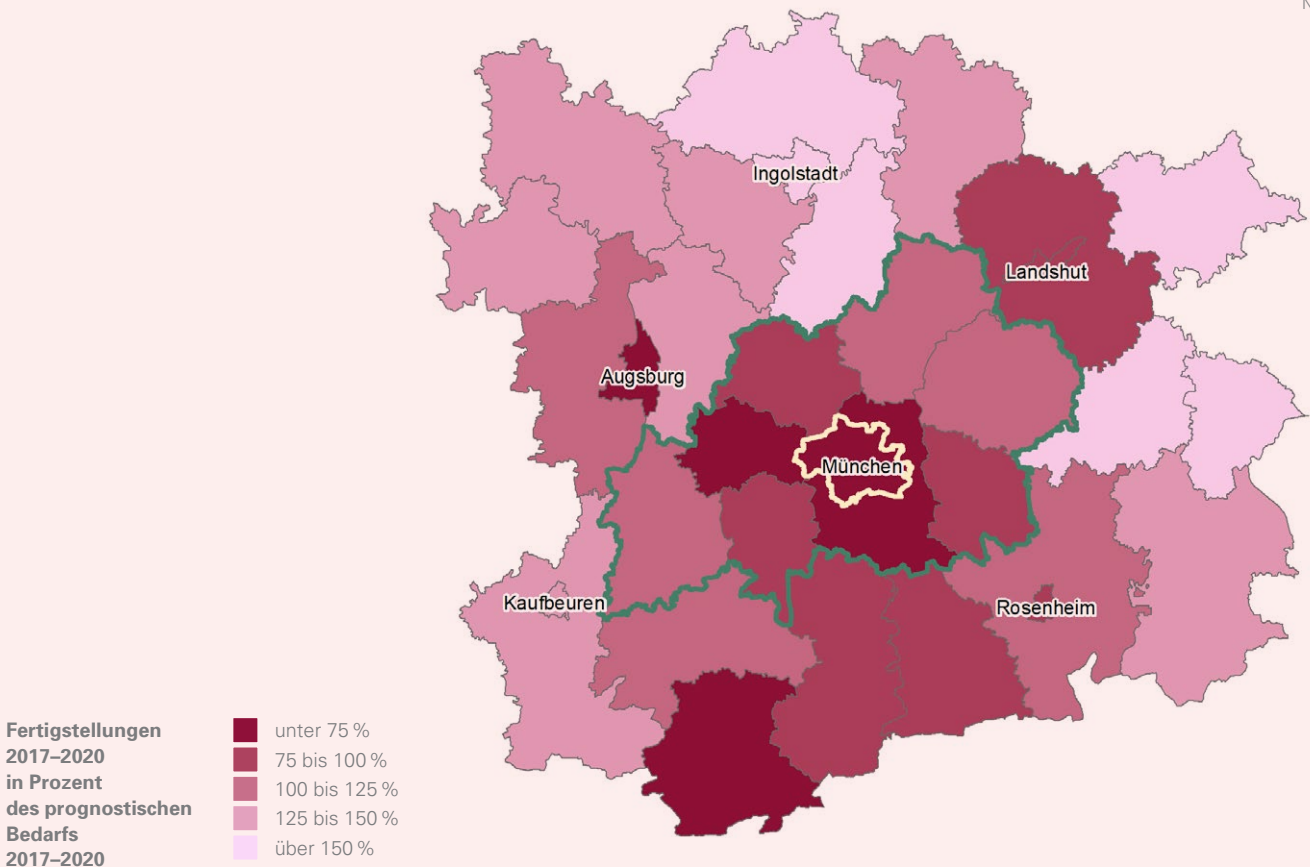 N
Ingolstadt
Landshut
Augsburg
München
Kaufbeuren
Rosenheim
Fertigstellungen
2017–2020
in Prozent
des prognostischen
Bedarfs
2017–2020
unter 75 %
75 bis 100 %
100 bis 125 %
125 bis 150 %
über 150 %